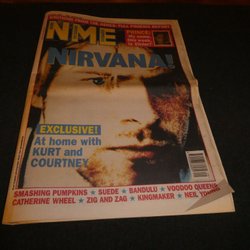 PRINCE:
NME
NIRVANA!
EXCLUSIVE!
At home with
KURT and
COURTNEY
SMASHING PUMPKINS ★ SUEDE ★ BANDULU ★ VOODOO QUEENS
CATHERINE WHEEL ★ ZIG AND ZAG ★ KINGMAKER ★ NEIL YOUNG